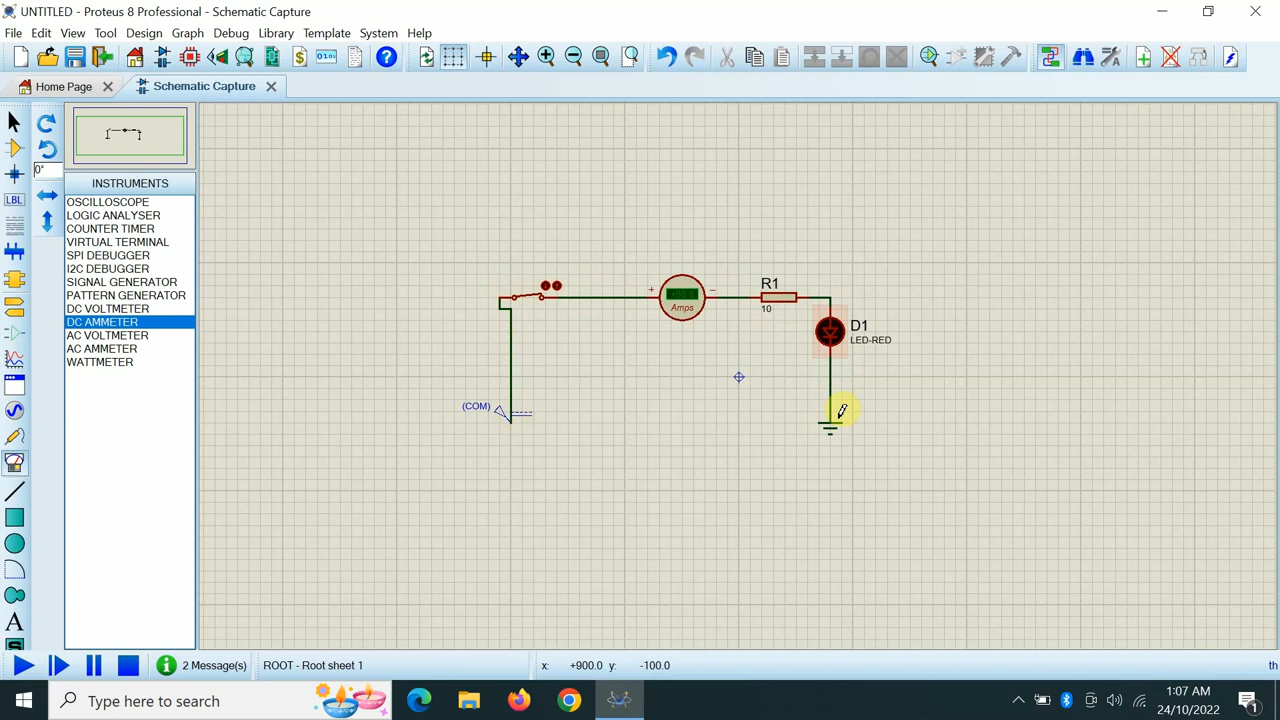 UNTITLED - Proteus 8 Professional - Schematic Capture
File Edit View Tool Design Graph Debug Library Template System Help
Home Page
Schematic Capture
LBL
0°
INSTRUMENTS
OSCILLOSCOPE
LOGIC ANALYSER
COUNTER TIMER
VIRTUAL TERMINAL
SPI DEBUGGER
I2C DEBUGGER
SIGNAL GENERATOR
PATTERN GENERATOR
DC VOLTMETER
DC AMMETER
AC VOLTMETER
AC AMMETER
WATTMETER
A
S
+
−
Amps
R1
10
D1
LED-RED
(COM)
2 Message(s)
ROOT - Root sheet 1
x: +900.0 y: -100.0
th
Type here to search
1:07 AM
24/10/2022
1